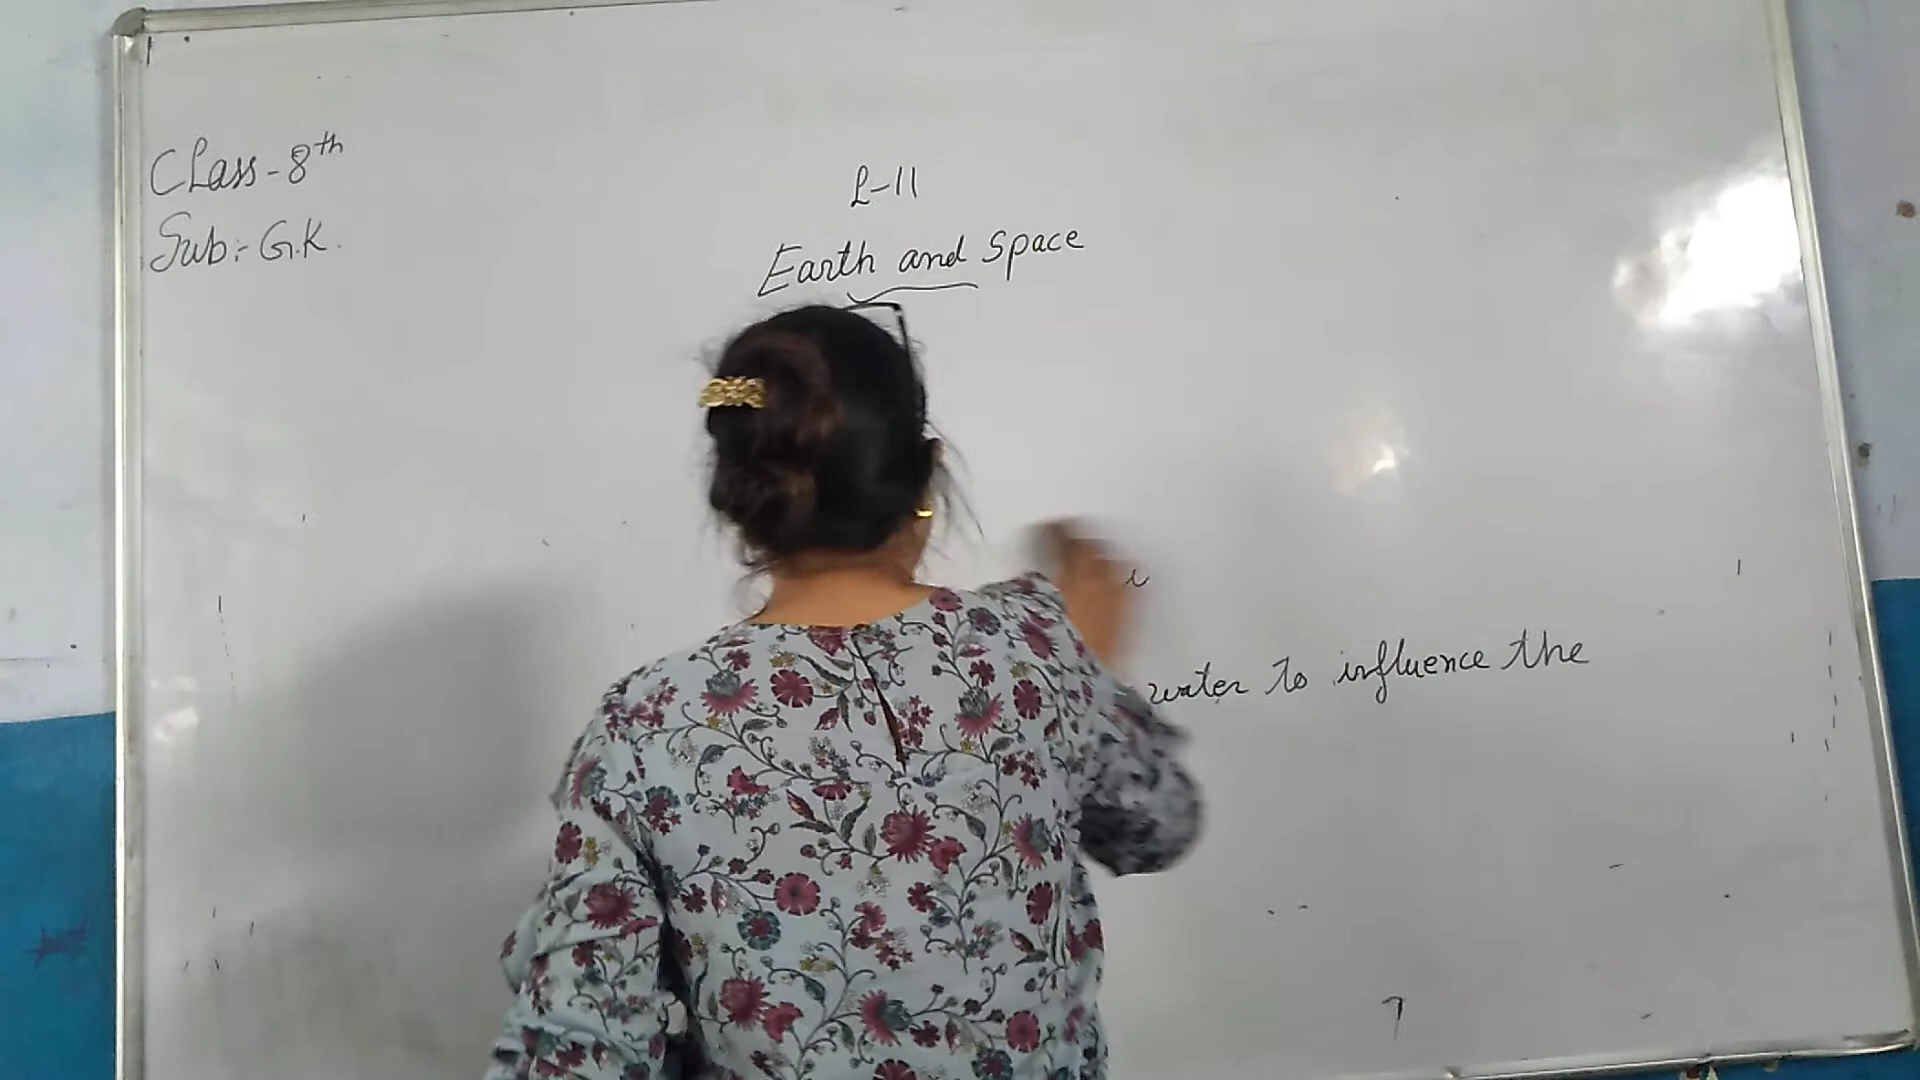 Class-8th
Sub:- G.K.
L-11
Earth and Space
water to influence the